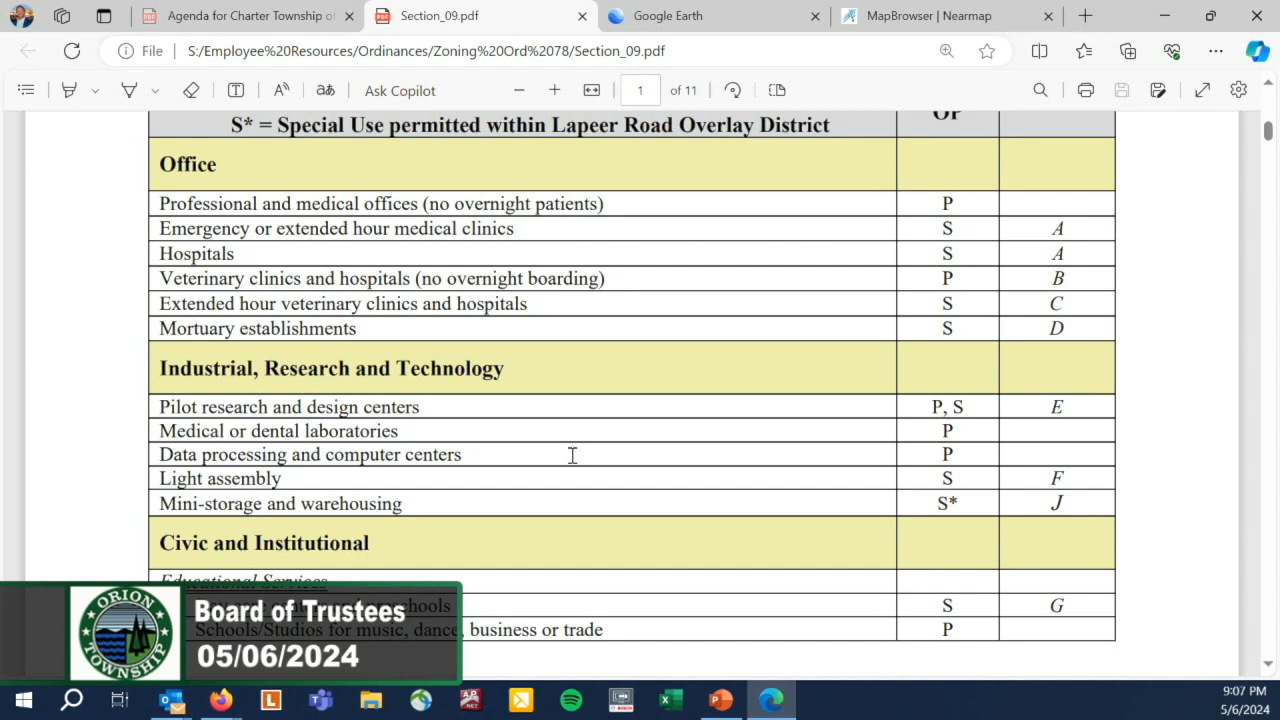 Agenda for Charter Township o
Section_09.pdf
Google Earth
MapBrowser | Nearmap
File
S:/Employee%20Resources/Ordinances/Zoning%20Ord%2078/Section_09.pdf
Ask Copilot
1 of 11
S* = Special Use permitted within Lapeer Road Overlay District
OP
Office
Professional and medical offices (no overnight patients) P
Emergency or extended hour medical clinics S A
Hospitals S A
Veterinary clinics and hospitals (no overnight boarding) P B
Extended hour veterinary clinics and hospitals S C
Mortuary establishments S D
Industrial, Research and Technology
Pilot research and design centers P, S E
Medical or dental laboratories P
Data processing and computer centers P
Light assembly S F
Mini-storage and warehousing S* J
Civic and Institutional
Educational Services
schools S G
Schools/Studios for music, dance, business or trade P
ORION TOWNSHIP
Board of Trustees
05/06/2024
9:07 PM
5/6/2024